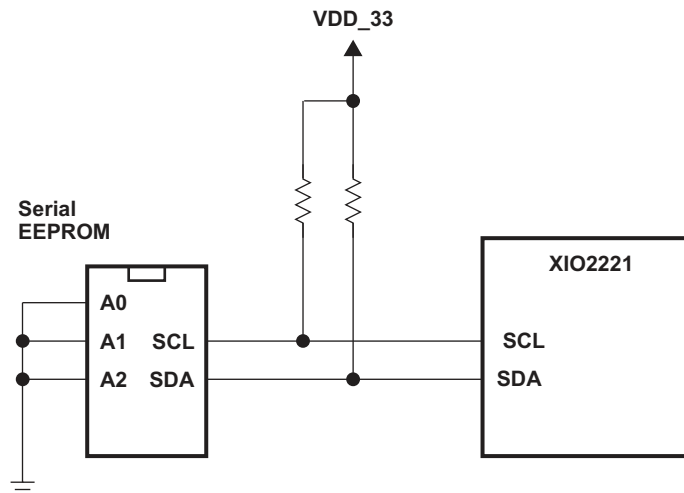 VDD_33
Serial
EEPROM
XIO2221
A0
A1 SCL
SCL
A2 SDA
SDA